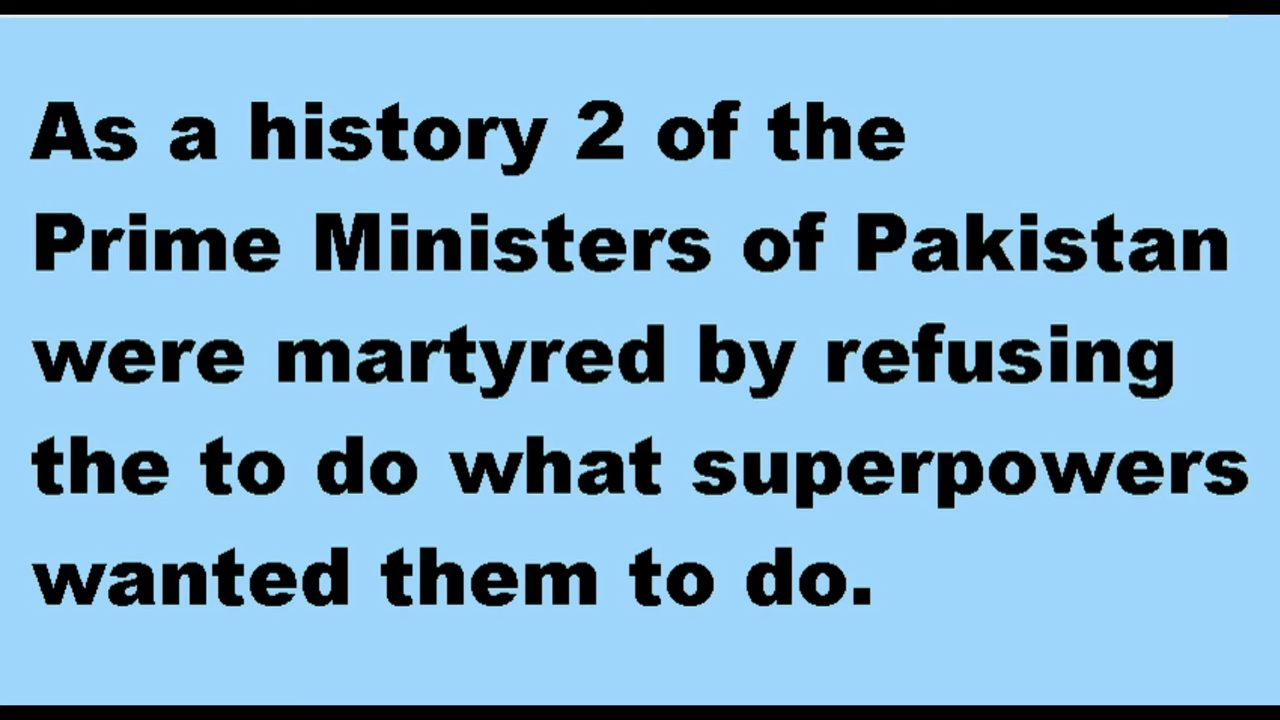 As a history 2 of the
Prime Ministers of Pakistan
were martyred by refusing
the to do what superpowers
wanted them to do.